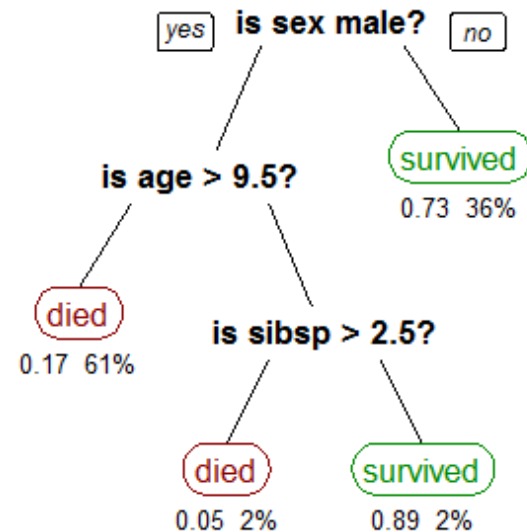 yes is sex male? no
survived
is age > 9.5?
0.73 36%
died
is sibsp > 2.5?
0.17 61%
died survived
0.05 2% 0.89 2%